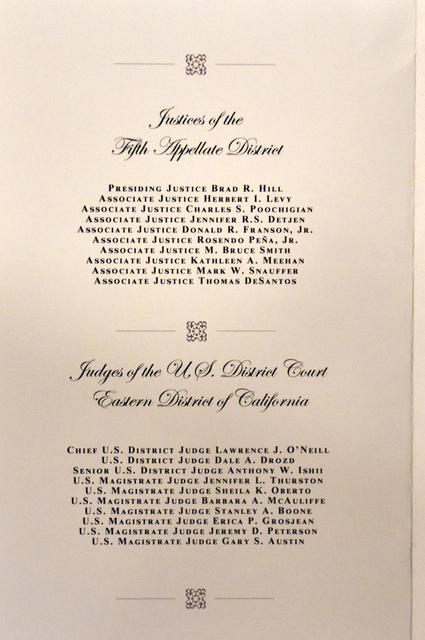 Justices of the
Fifth Appellate District
Presiding Justice Brad R. Hill
Associate Justice Herbert I. Levy
Associate Justice Charles S. Poochigian
Associate Justice Jennifer R.S. Detjen
Associate Justice Donald R. Franson, Jr.
Associate Justice Rosendo Peña, Jr.
Associate Justice M. Bruce Smith
Associate Justice Kathleen A. Meehan
Associate Justice Mark W. Snauffer
Associate Justice Thomas DeSantos
Judges of the U.S. District Court
Eastern District of California
Chief U.S. District Judge Lawrence J. O'Neill
U.S. District Judge Dale A. Drozd
Senior U.S. District Judge Anthony W. Ishii
U.S. Magistrate Judge Jennifer L. Thurston
U.S. Magistrate Judge Sheila K. Oberto
U.S. Magistrate Judge Barbara A. McAuliffe
U.S. Magistrate Judge Stanley A. Boone
U.S. Magistrate Judge Erica P. Grosjean
U.S. Magistrate Judge Jeremy D. Peterson
U.S. Magistrate Judge Gary S. Austin